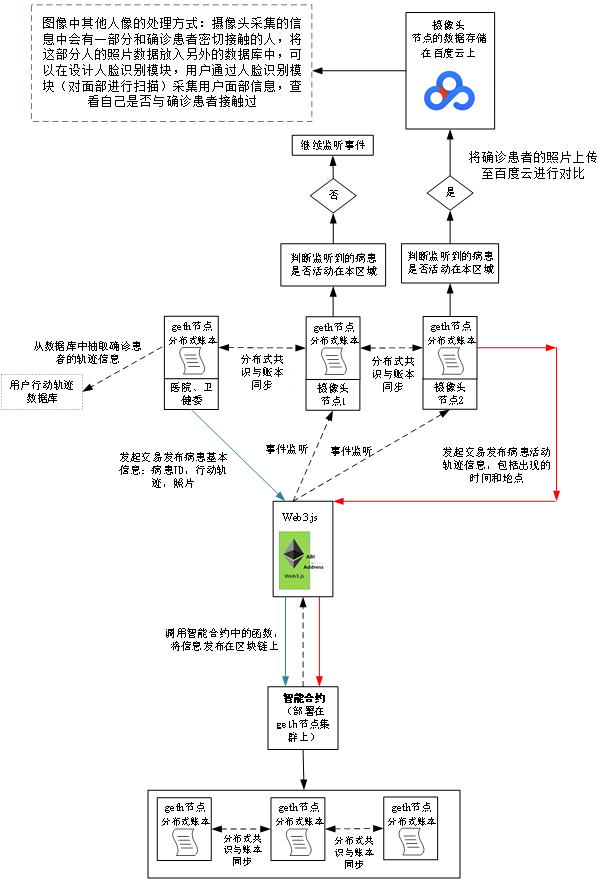 图像中其他人像的处理方式：摄像头采集的信
息中会有一部分和确诊患者密切接触的人，将
这部分人的照片数据放入另外的数据库中，可
以在设计人脸识别模块，用户通过人脸识别模
块（对面部进行扫描）采集用户面部信息，查
看自己是否与确诊患者接触过
摄像头
节点的数据存储
在百度云上
将确诊患者的照片上传
至百度云进行对比
继续监听事件
否
是
判断监听到的病患
是否活动在本区域
判断监听到的病患
是否活动在本区域
从数据库中抽取确诊患
者的轨迹信息
用户行动轨迹
数据库
geth节点
分布式账本
医院、卫
健委
分布式共
识与账本
同步
geth节点
分布式账本
摄像头
节点1
分布式共
识与账本
同步
geth节点
分布式账本
摄像头
节点2
发起交易发布病患基本
信息：病患ID，行动轨
迹，照片
事件监听
事件监听
发起交易发布病患活动
轨迹信息，包括出现的
时间和地点
Web3.js
ABI
Address
Web3.js
调用智能合约中的函数，
将信息发布在区块链上
智能合约
（部署在
geth节点集
群上）
geth节点
分布式账本
分布式共
识与账本
同步
geth节点
分布式账本
分布式共
识与账本
同步
geth节点
分布式账本